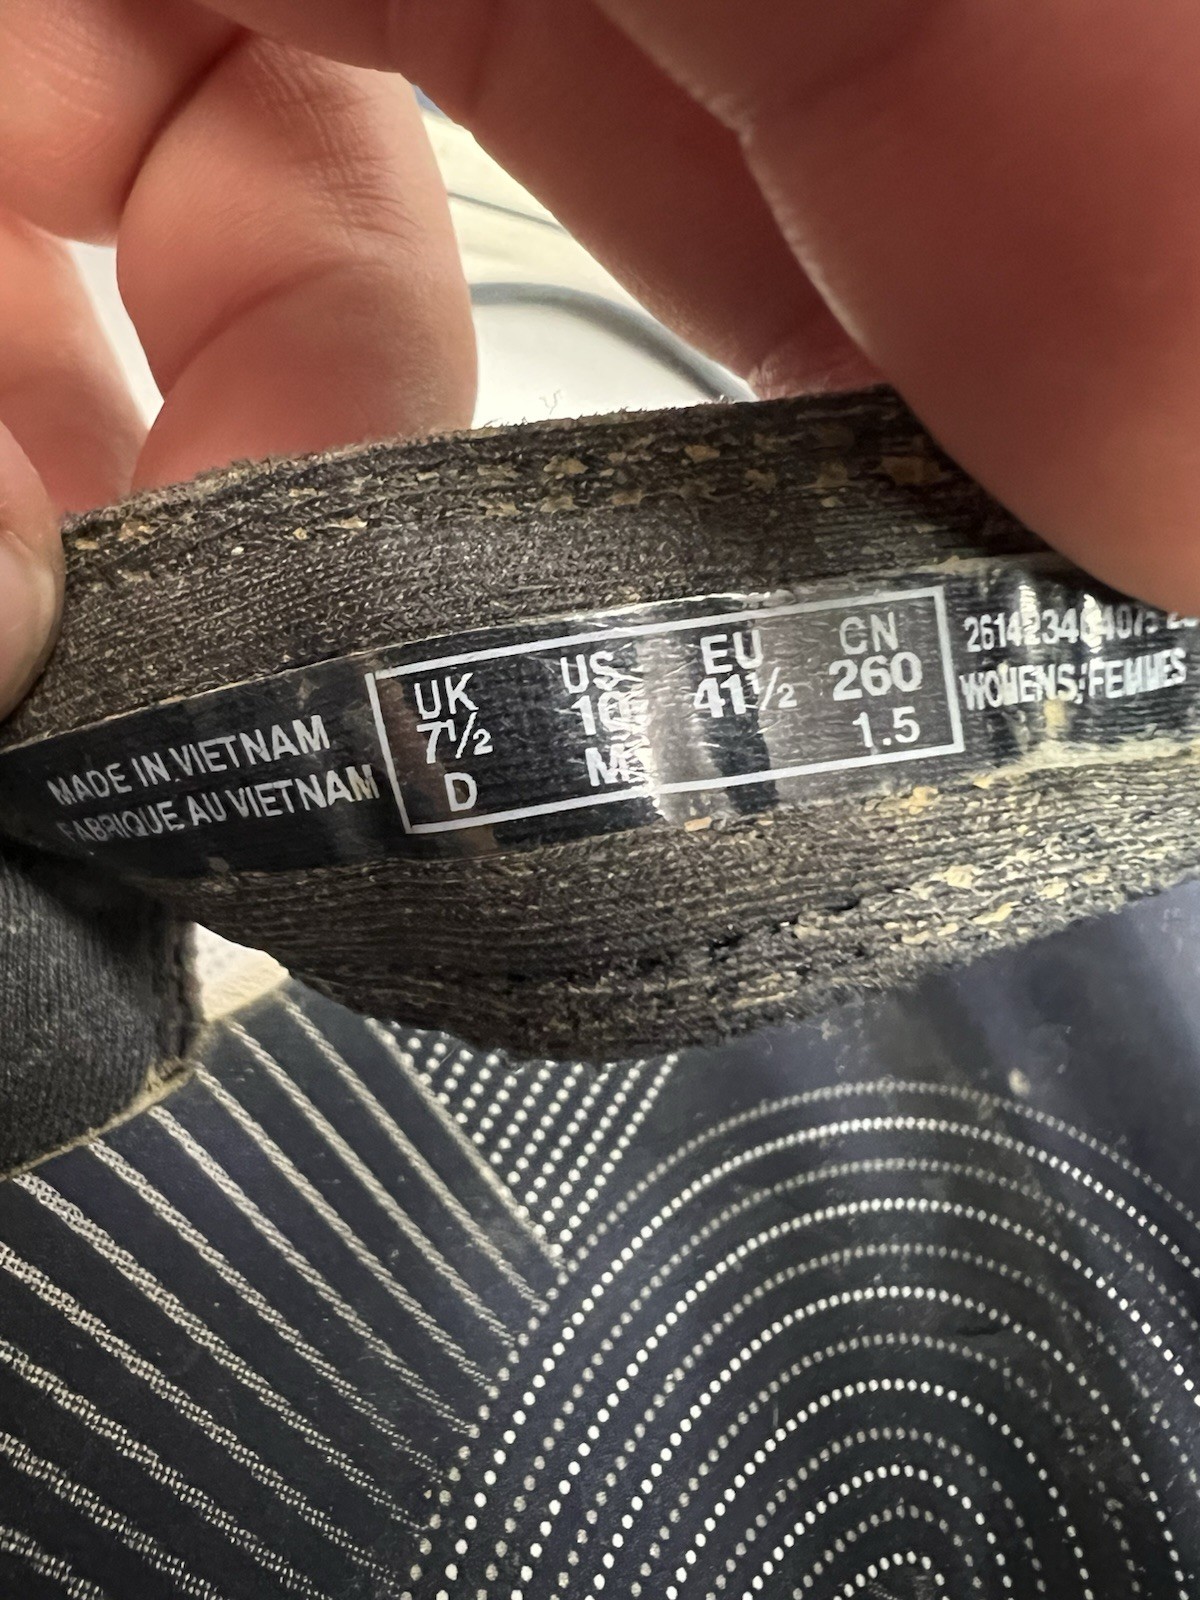 MADE IN VIETNAM
FABRIQUE AU VIETNAM
UK
7½
D
US
10
M
EU
41½
CN
260
1.5
WOMENS/FEMMES